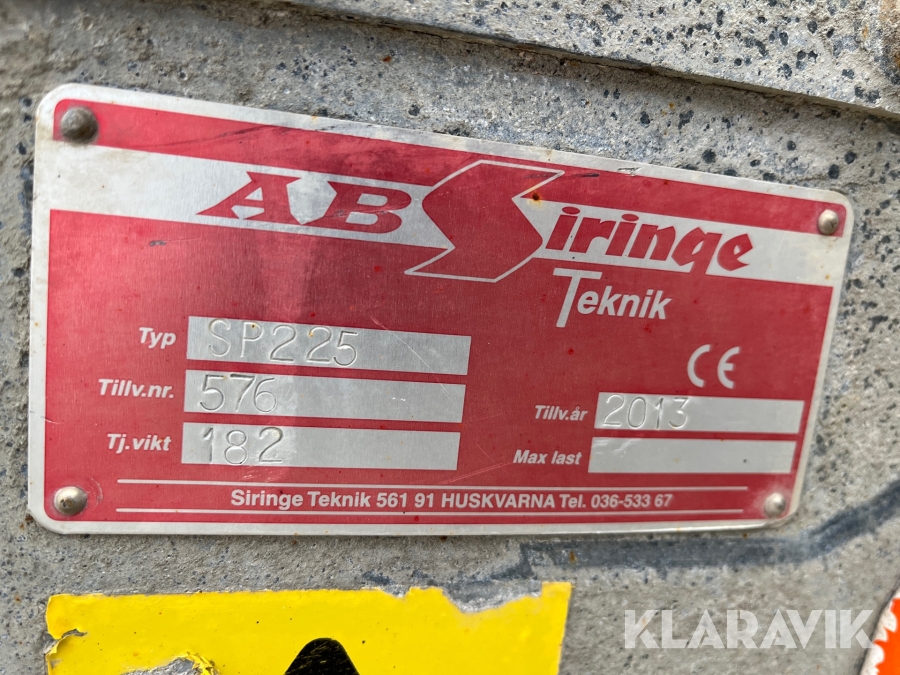 AB Siringe
Teknik
Typ SP225
Tillv.nr. 576
Tillv.år 2013
Tj.vikt 182
Max last
CE
Siringe Teknik 561 91 HUSKVARNA Tel. 036-533 67
KLARAVIK